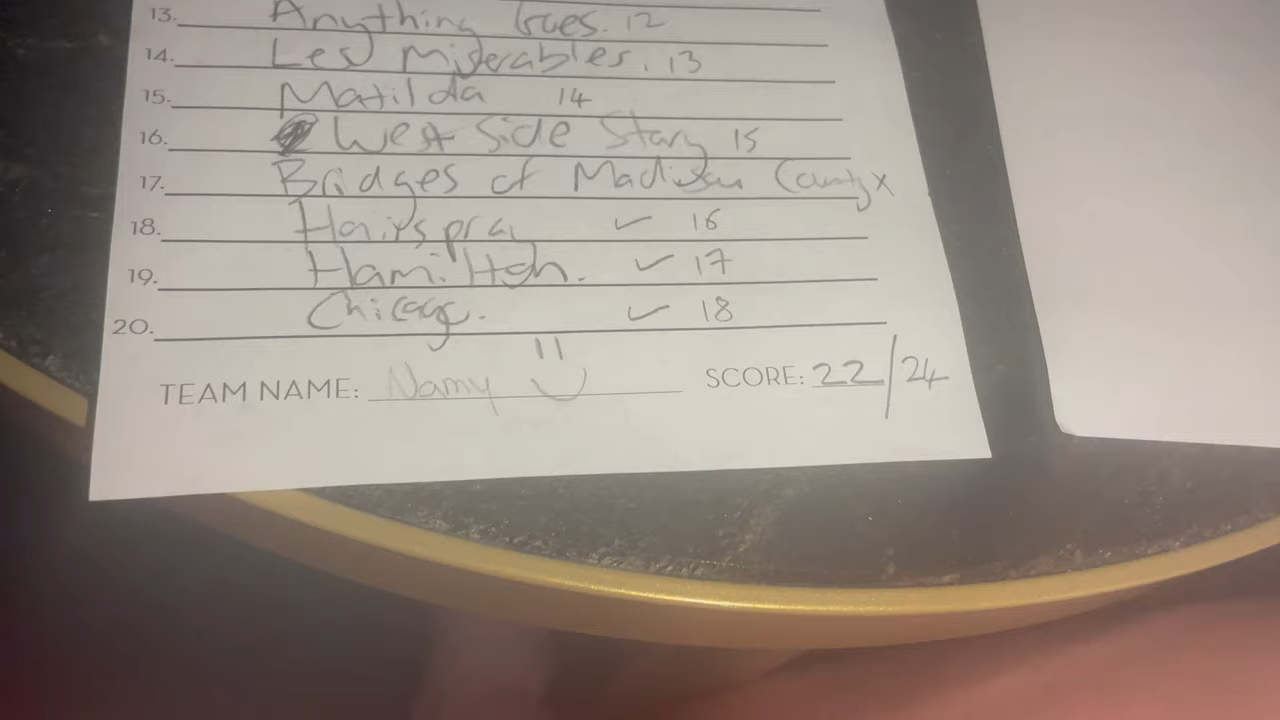 13. Anything Goes. 12
14. Les Miserables. 13
15. Matilda 14
16. West Side Story 15
17. Bridges of Madison County x
18. Hairspray ✓ 16
19. Hamilton. ✓ 17
20. Chicago. ✓ 18
TEAM NAME: Namy SCORE: 22/24